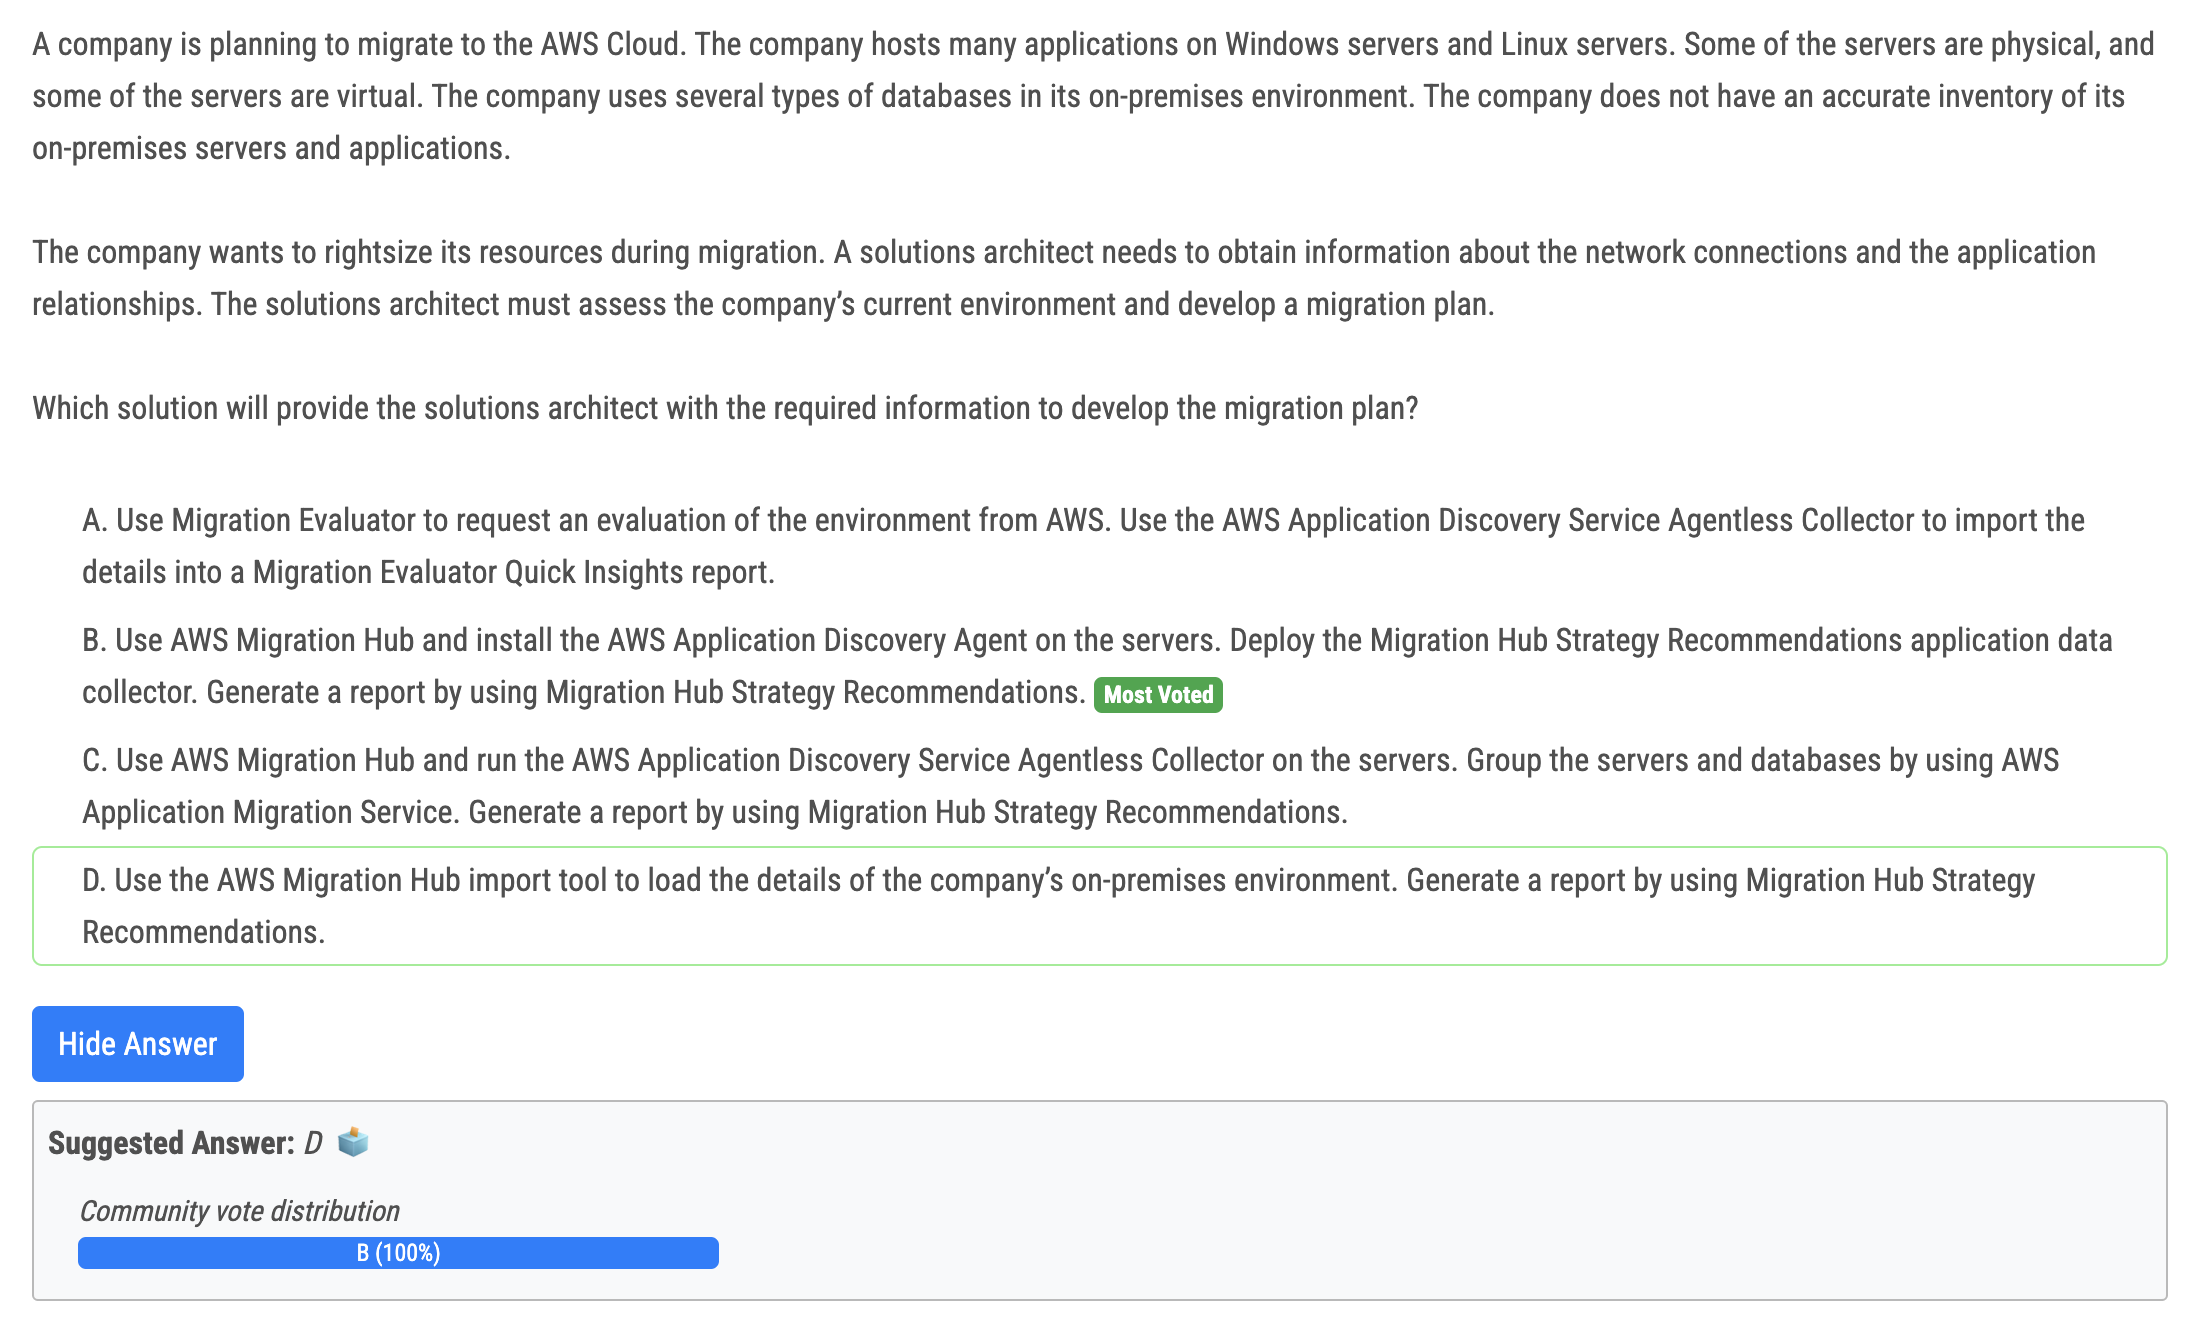 A company is planning to migrate to the AWS Cloud. The company hosts many applications on Windows servers and Linux servers. Some of the servers are physical, and
some of the servers are virtual. The company uses several types of databases in its on-premises environment. The company does not have an accurate inventory of its
on-premises servers and applications.
The company wants to rightsize its resources during migration. A solutions architect needs to obtain information about the network connections and the application
relationships. The solutions architect must assess the company’s current environment and develop a migration plan.
Which solution will provide the solutions architect with the required information to develop the migration plan?
A. Use Migration Evaluator to request an evaluation of the environment from AWS. Use the AWS Application Discovery Service Agentless Collector to import the
details into a Migration Evaluator Quick Insights report.
B. Use AWS Migration Hub and install the AWS Application Discovery Agent on the servers. Deploy the Migration Hub Strategy Recommendations application data
collector. Generate a report by using Migration Hub Strategy Recommendations. Most Voted
C. Use AWS Migration Hub and run the AWS Application Discovery Service Agentless Collector on the servers. Group the servers and databases by using AWS
Application Migration Service. Generate a report by using Migration Hub Strategy Recommendations.
D. Use the AWS Migration Hub import tool to load the details of the company’s on-premises environment. Generate a report by using Migration Hub Strategy
Recommendations.
Hide Answer
Suggested Answer: D
Community vote distribution
B (100%)